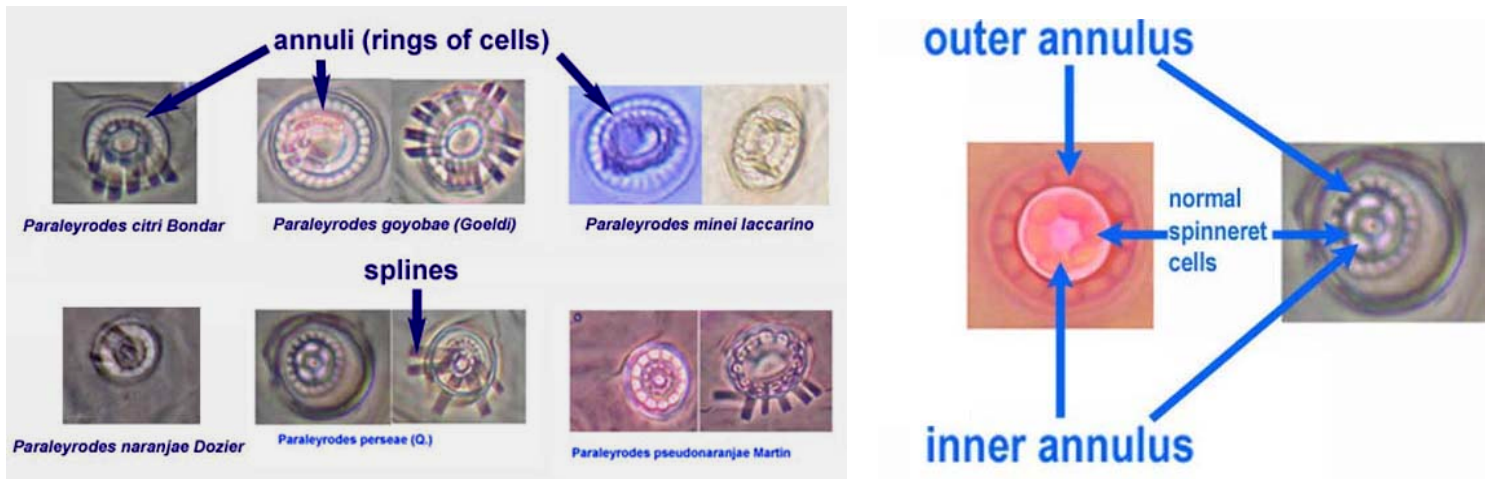 annuli (rings of cells)
Paraleyrodes citri Bondar
Paraleyrodes goyobae (Goeldi)
Paraleyrodes minei Iaccarino
splines
Paraleyrodes naranjae Dozier
Paraleyrodes perseae (Q.)
Paraleyrodes pseudonaranjae Martin
outer annulus
normal
spinneret
cells
inner annulus